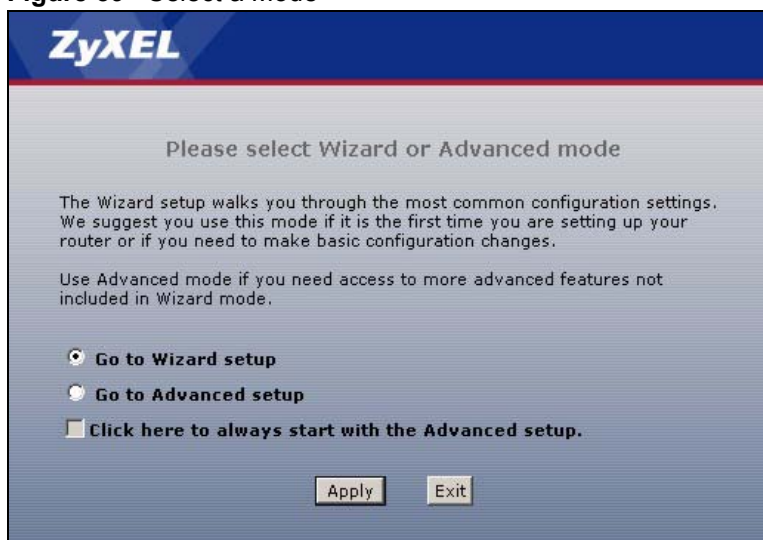 ZyXEL
Please select Wizard or Advanced mode
The Wizard setup walks you through the most common configuration settings.
We suggest you use this mode if it is the first time you are setting up your
router or if you need to make basic configuration changes.
Use Advanced mode if you need access to more advanced features not
included in Wizard mode.
Go to Wizard setup
Go to Advanced setup
Click here to always start with the Advanced setup.
Apply Exit